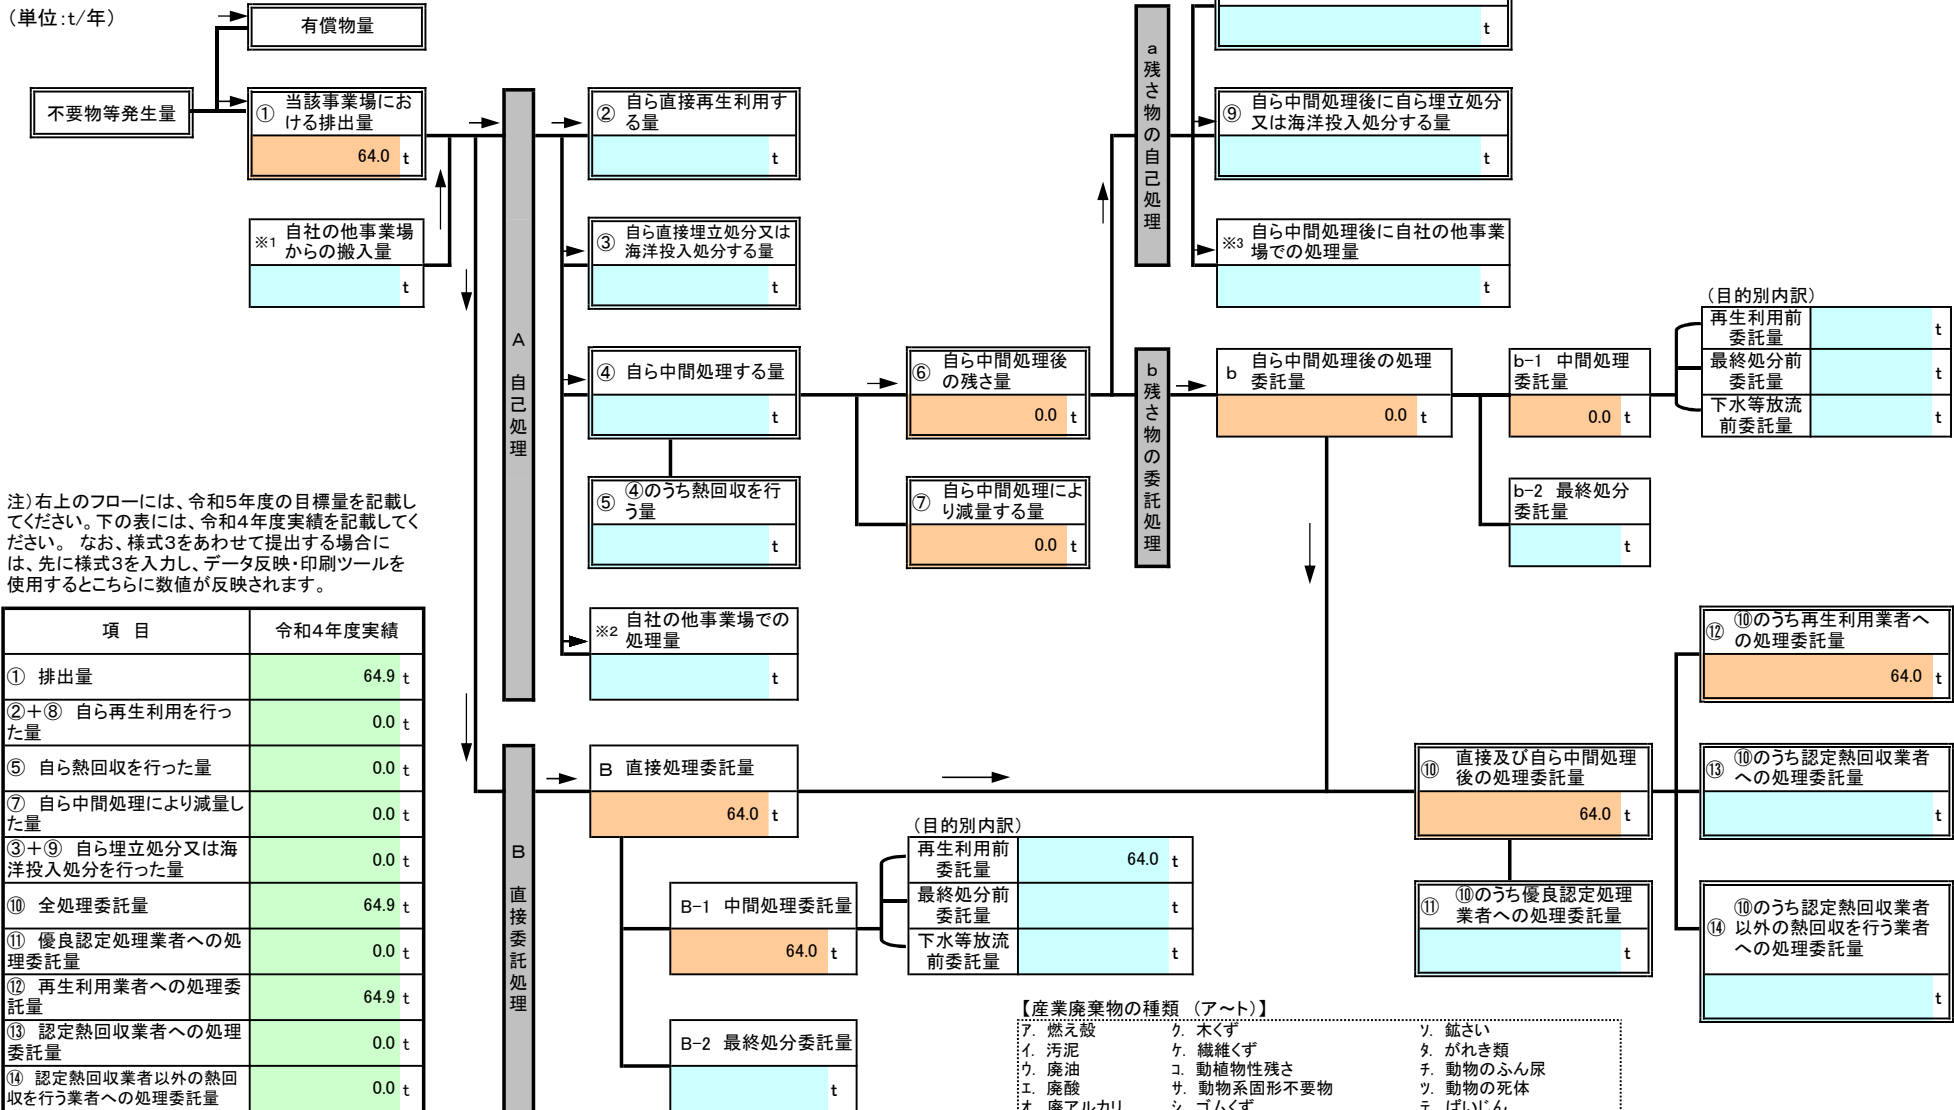 (単位:t/年)
有償物量
不要物等発生量
① 当該事業場にお
ける排出量
64.0 t
※1 自社の他事業場
からの搬入量
t
A 自己処理
② 自ら直接再生利用す
る量
t
③ 自ら直接埋立処分又は
海洋投入処分する量
t
④ 自ら中間処理する量
t
⑤ ④のうち熱回収を行
う量
t
※2 自社の他事業場での
処理量
t
⑥ 自ら中間処理後
の残さ量
0.0 t
⑦ 自ら中間処理によ
り減量する量
0.0 t
a 残さ物の自己処理
t
⑨ 自ら中間処理後に自ら埋立処分
又は海洋投入処分する量
t
※3 自ら中間処理後に自社の他事業
場での処理量
t
b 残さ物の委託処理
b 自ら中間処理後の処理
委託量
0.0 t
b-1 中間処理
委託量
0.0 t
(目的別内訳)
再生利用前
委託量
t
最終処分前
委託量
t
下水等放流
前委託量
t
b-2 最終処分
委託量
t
注)右上のフローには、令和5年度の目標量を記載し
てください。下の表には、令和4年度実績を記載してく
ださい。 なお、様式3をあわせて提出する場合に
は、先に様式3を入力し、データ反映・印刷ツールを
使用するとこちらに数値が反映されます。
項 目 令和4年度実績
① 排出量 64.9 t
②+⑧ 自ら再生利用を行っ
た量 0.0 t
⑤ 自ら熱回収を行った量 0.0 t
⑦ 自ら中間処理により減量し
た量 0.0 t
③+⑨ 自ら埋立処分又は海
洋投入処分を行った量 0.0 t
⑩ 全処理委託量 64.9 t
⑪ 優良認定処理業者への処
理委託量 0.0 t
⑫ 再生利用業者への処理委
託量 64.9 t
⑬ 認定熱回収業者への処理
委託量 0.0 t
⑭ 認定熱回収業者以外の熱回
収を行う業者への処理委託量 0.0 t
B 直接委託処理
B 直接処理委託量
64.0 t
B-1 中間処理委託量
64.0 t
(目的別内訳)
再生利用前
委託量
64.0 t
最終処分前
委託量
t
下水等放流
前委託量
t
B-2 最終処分委託量
t
⑩ 直接及び自ら中間処理
後の処理委託量
64.0 t
⑪ ⑩のうち優良認定処理
業者への処理委託量
t
⑫ ⑩のうち再生利用業者へ
の処理委託量
64.0 t
⑬ ⑩のうち認定熱回収業者
への処理委託量
t
⑭ ⑩のうち認定熱回収業者
以外の熱回収を行う業者
への処理委託量
t
【産業廃棄物の種類 (ア~ト)】
ア. 燃え殻 ク. 木くず ソ. 鉱さい
イ. 汚泥 ケ. 繊維くず タ. がれき類
ウ. 廃油 コ. 動植物性残さ チ. 動物のふん尿
エ. 廃酸 サ. 動物系固形不要物 ツ. 動物の死体
オ. 廃アルカリ シ. ゴムくず テ. ばいじん